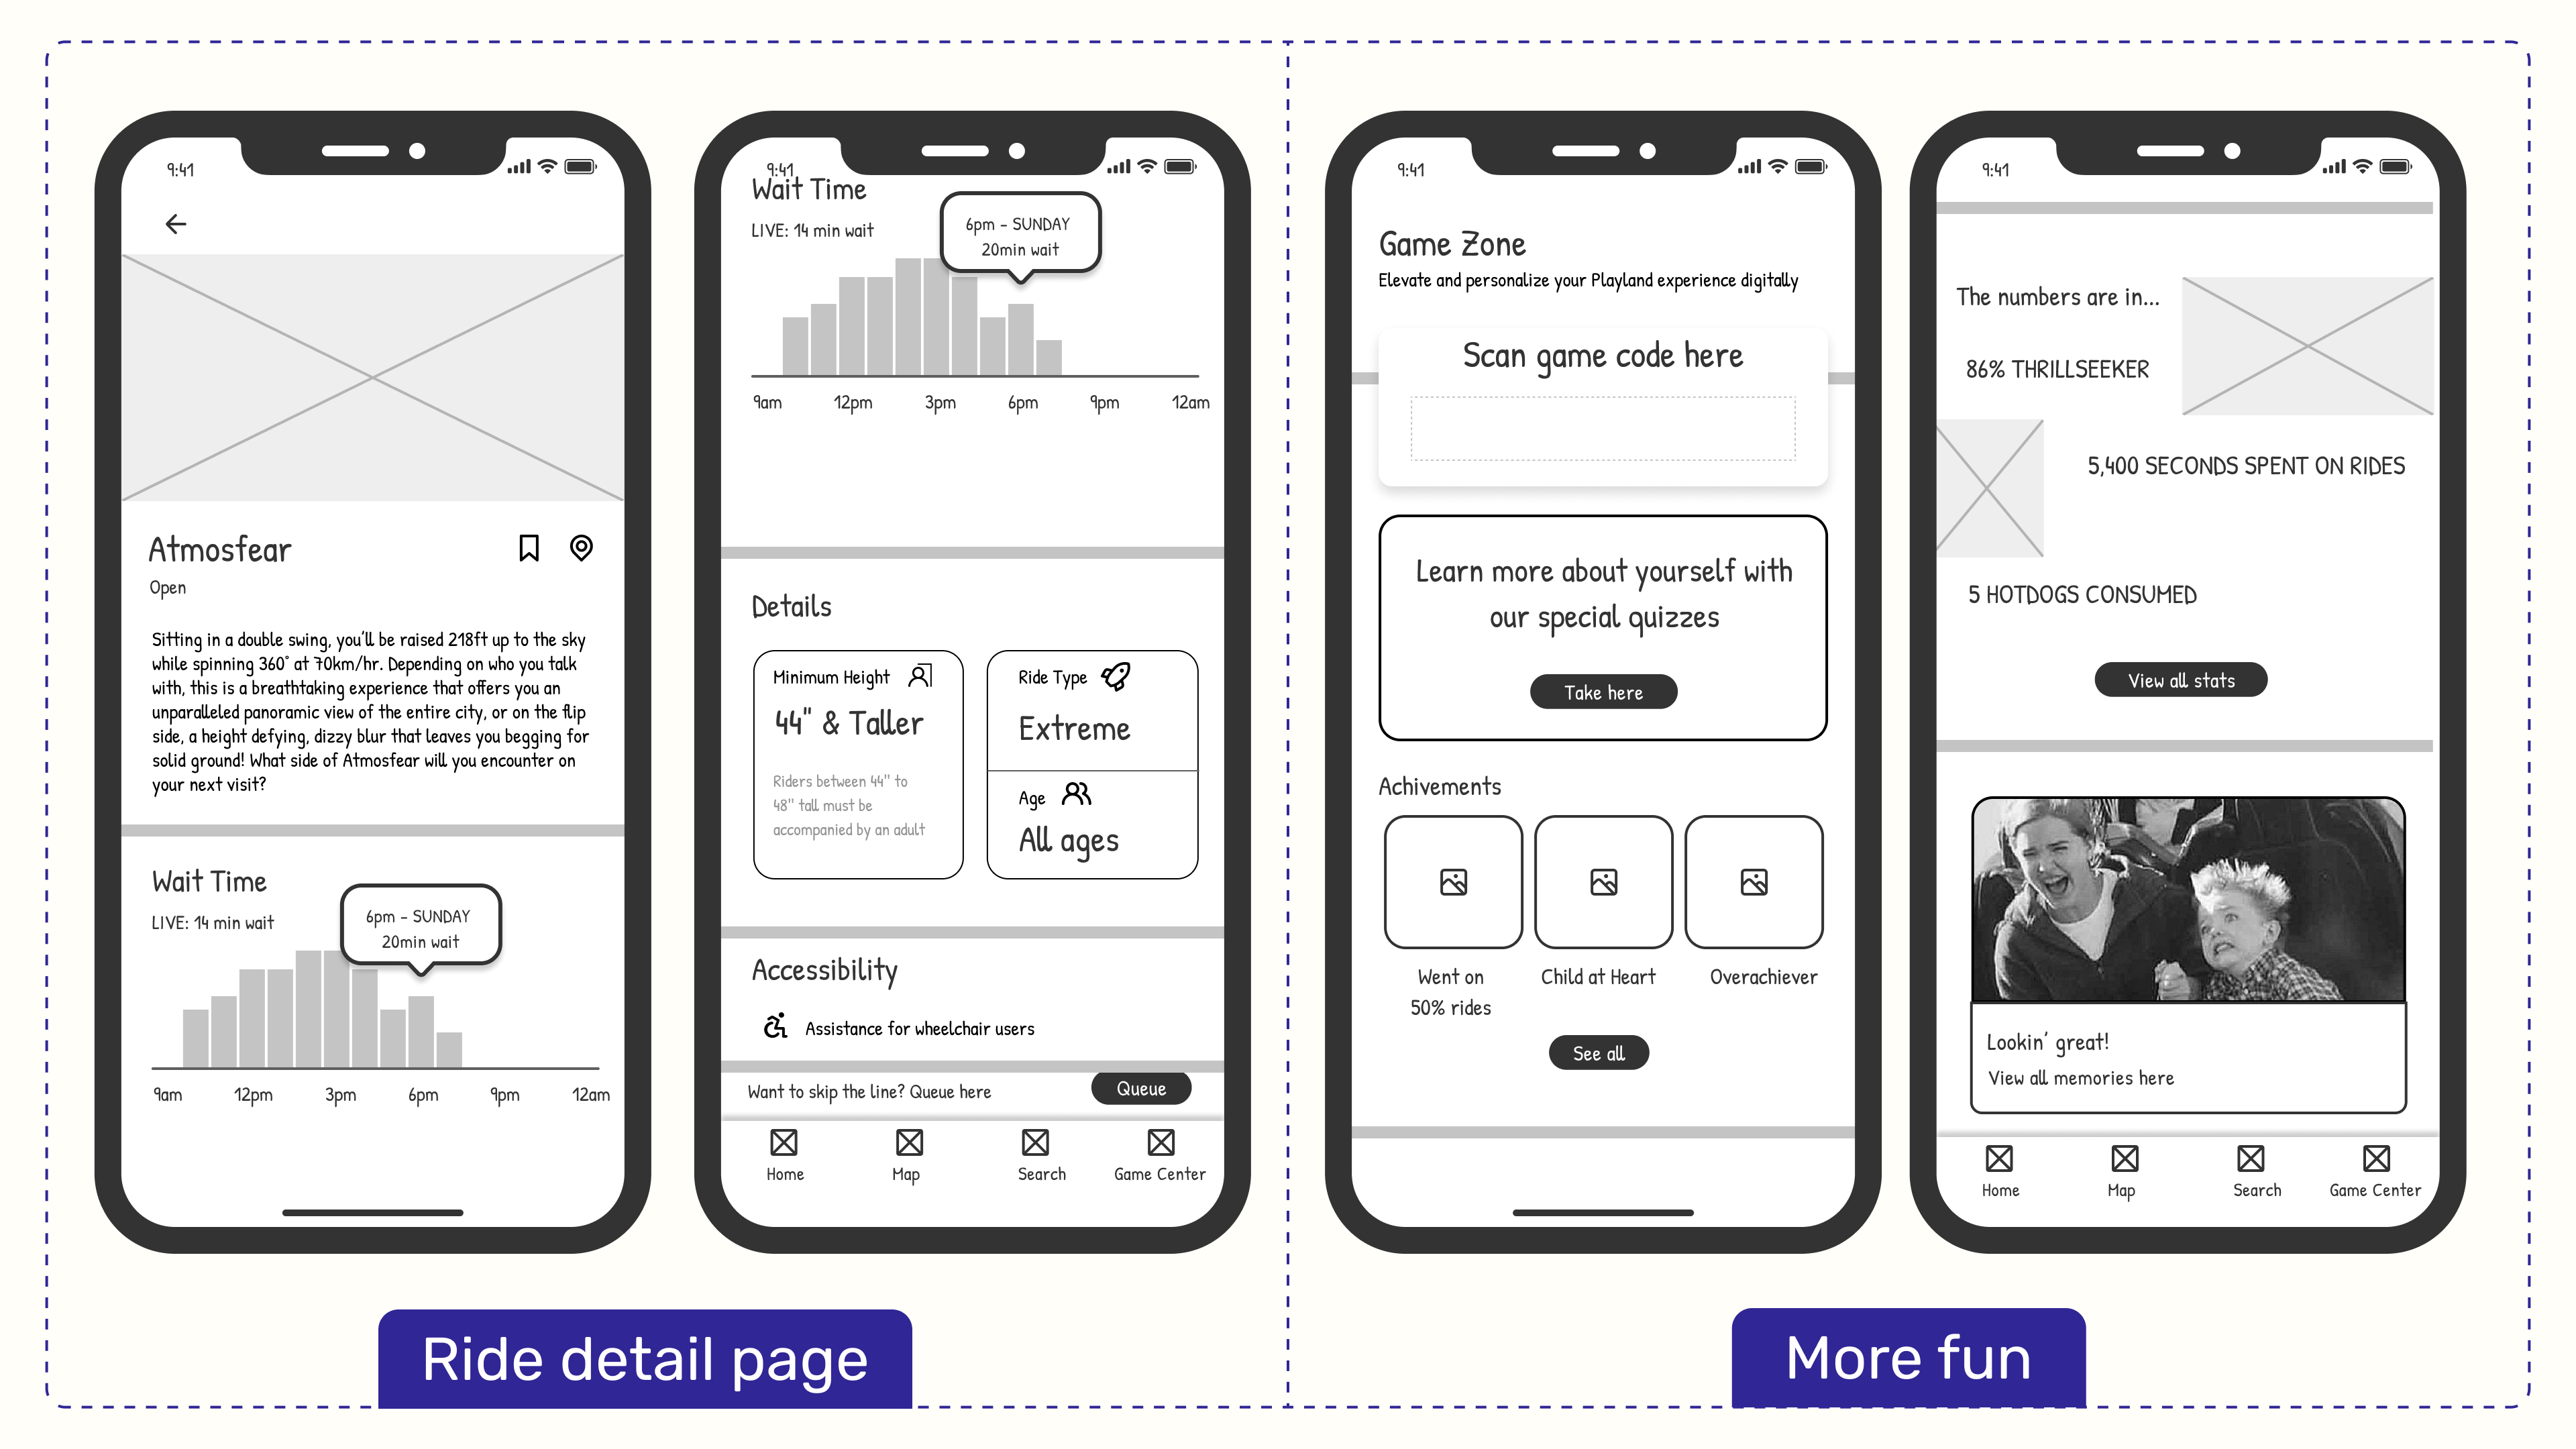 9:41
Atmosfear
Open
Sitting in a double swing, you'll be raised 218ft up to the sky
while spinning 360° at 70km/hr. Depending on who you talk
with, this is a breathtaking experience that offers you an
unparalleled panoramic view of the entire city, or on the flip
side, a height defying, dizzy blur that leaves you begging for
solid ground! What side of Atmosfear will you encounter on
your next visit?
Wait Time
LIVE: 14 min wait
6pm - SUNDAY
20min wait
9am 12pm 3pm 6pm 9pm 12am
9:41
Wait Time
LIVE: 14 min wait
6pm - SUNDAY
20min wait
9am 12pm 3pm 6pm 9pm 12am
Details
Minimum Height
44" & Taller
Riders between 44" to
48" tall must be
accompanied by an adult
Ride Type
Extreme
Age
All ages
Accessibility
Assistance for wheelchair users
Want to skip the line? Queue here
Queue
Home Map Search Game Center
Ride detail page
9:41
Game Zone
Elevate and personalize your Playland experience digitally
Scan game code here
Learn more about yourself with
our special quizzes
Take here
Achivements
Went on
50% rides
Child at Heart
Overachiever
See all
9:41
The numbers are in...
86% THRILLSEEKER
5,400 SECONDS SPENT ON RIDES
5 HOTDOGS CONSUMED
View all stats
Lookin' great!
View all memories here
Home Map Search Game Center
More fun